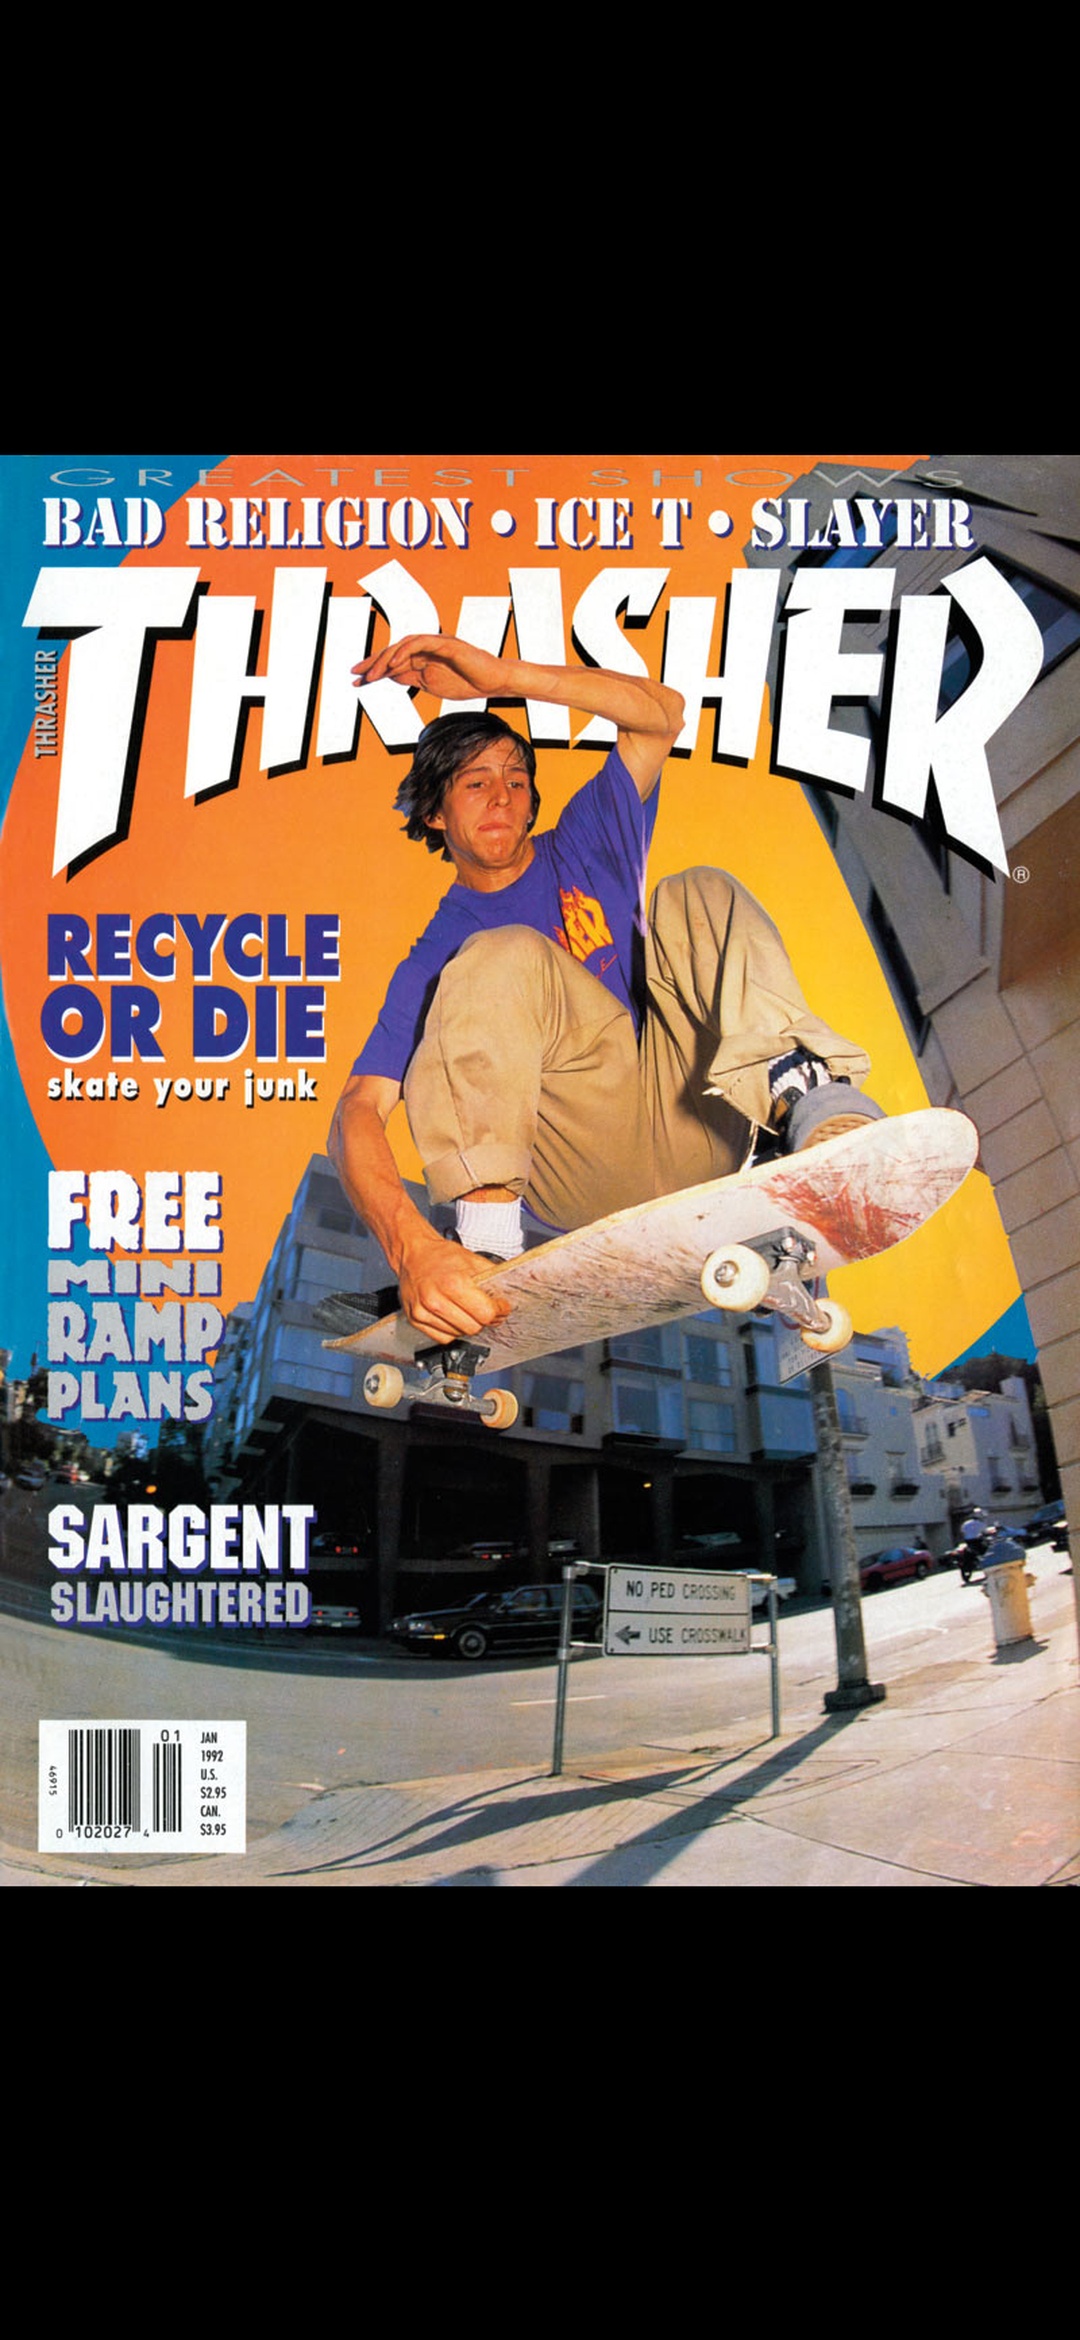 GREATEST SHOWS
BAD RELIGION • ICE T • SLAYER
THRASHER
®
THRASHER
RECYCLE
OR DIE
skate your junk
FREE
MINI
RAMP
PLANS
SARGENT
SLAUGHTERED
NO PED CROSSING
← USE CROSSWALK
01
JAN
1992
U.S.
$2.95
CAN.
$3.95
46915
0 102027 4